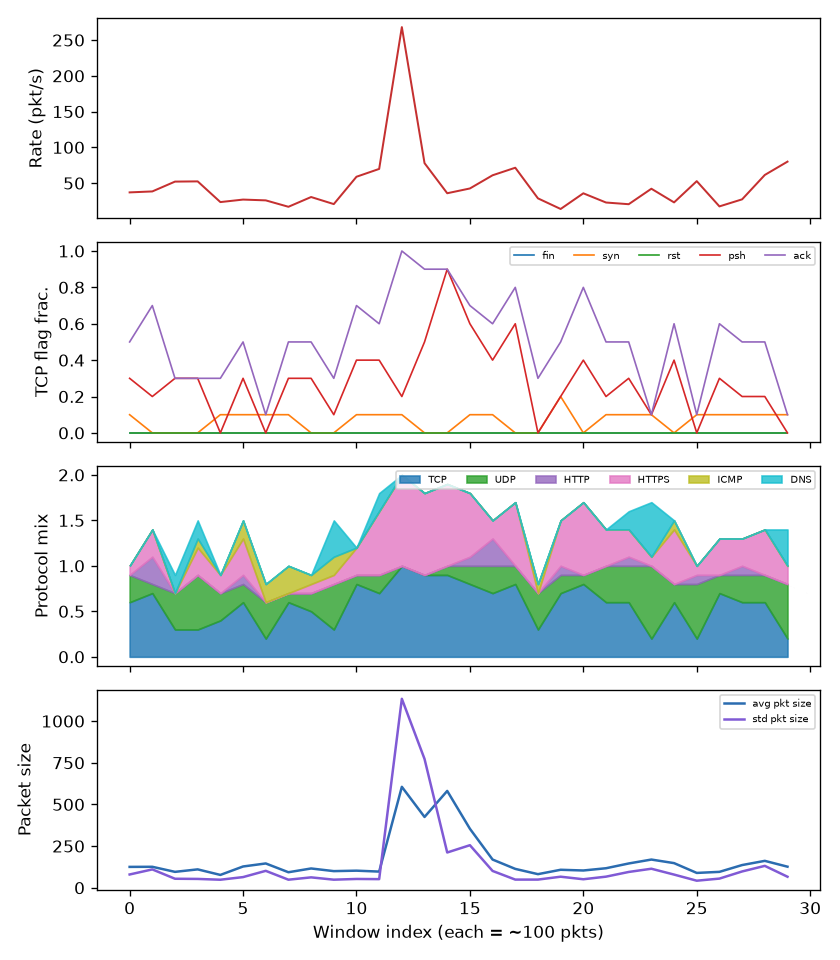 Rate (pkt/s)
250
200
150
100
50
TCP flag frac.
1.0
0.8
0.6
0.4
0.2
0.0
fin syn rst psh ack
Protocol mix
2.0
1.5
1.0
0.5
0.0
TCP UDP HTTP HTTPS ICMP DNS
Packet size
1000
750
500
250
0
avg pkt size
std pkt size
0 5 10 15 20 25 30
Window index (each = ~100 pkts)